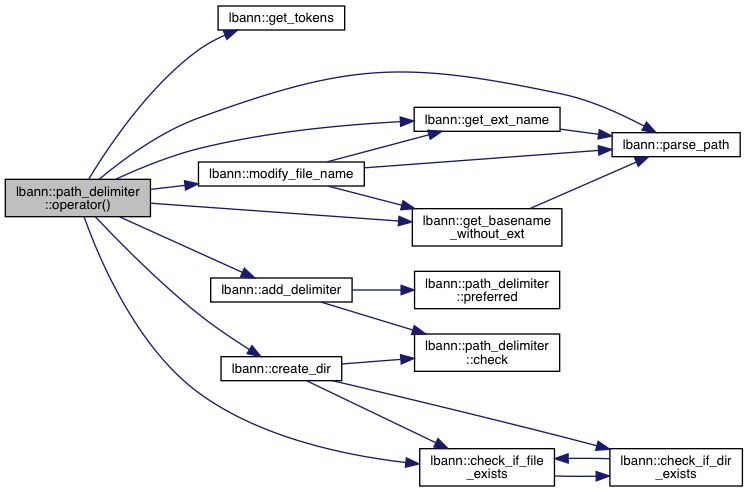 lbann::get_tokens
lbann::get_ext_name
lbann::parse_path
lbann::modify_file_name
lbann::path_delimiter
::operator()
lbann::get_basename
_without_ext
lbann::add_delimiter
lbann::path_delimiter
::preferred
lbann::path_delimiter
::check
lbann::create_dir
lbann::check_if_file
_exists
lbann::check_if_dir
_exists